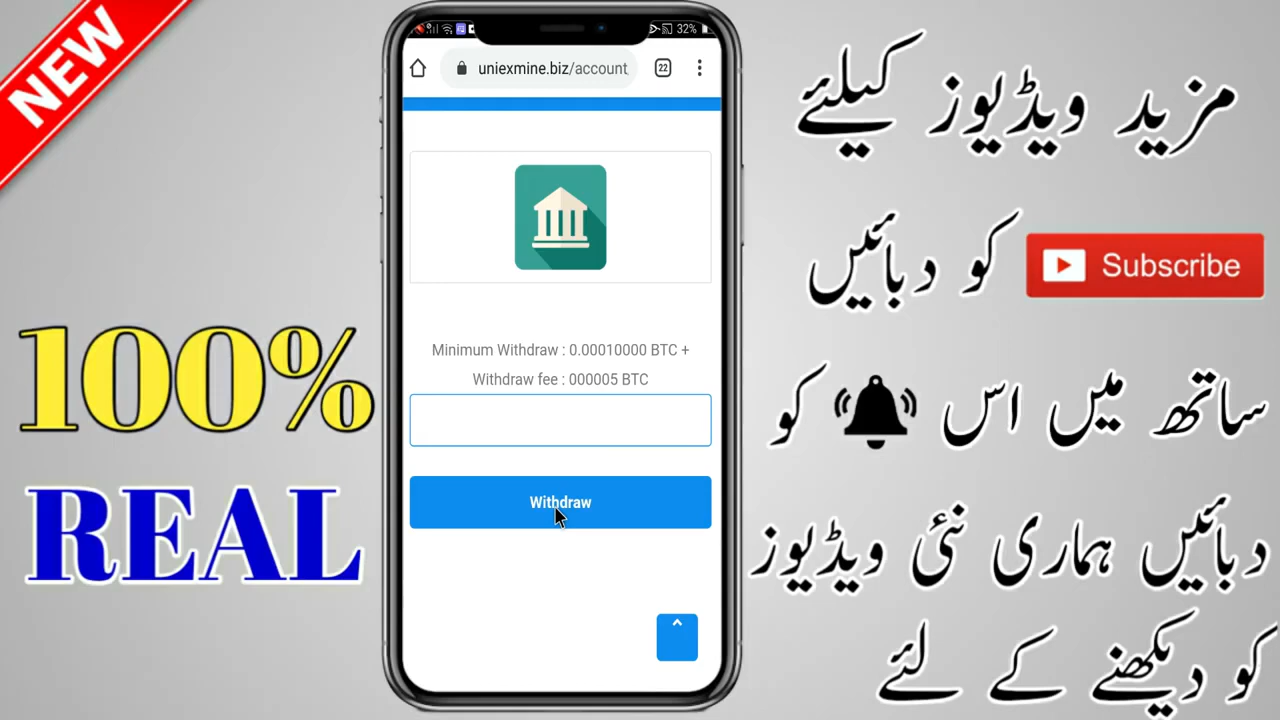 NEW
100%
REAL
32%
uniexmine.biz/account
22
Minimum Withdraw : 0.00010000 BTC +
Withdraw fee : 000005 BTC
Withdraw
مزید ویڈیوز کیلئے
Subscribe کو دبائیں
ساتھ میں اس کو
دبائیں ہماری نئی ویڈیوز
کو دیکھنے کے لئے